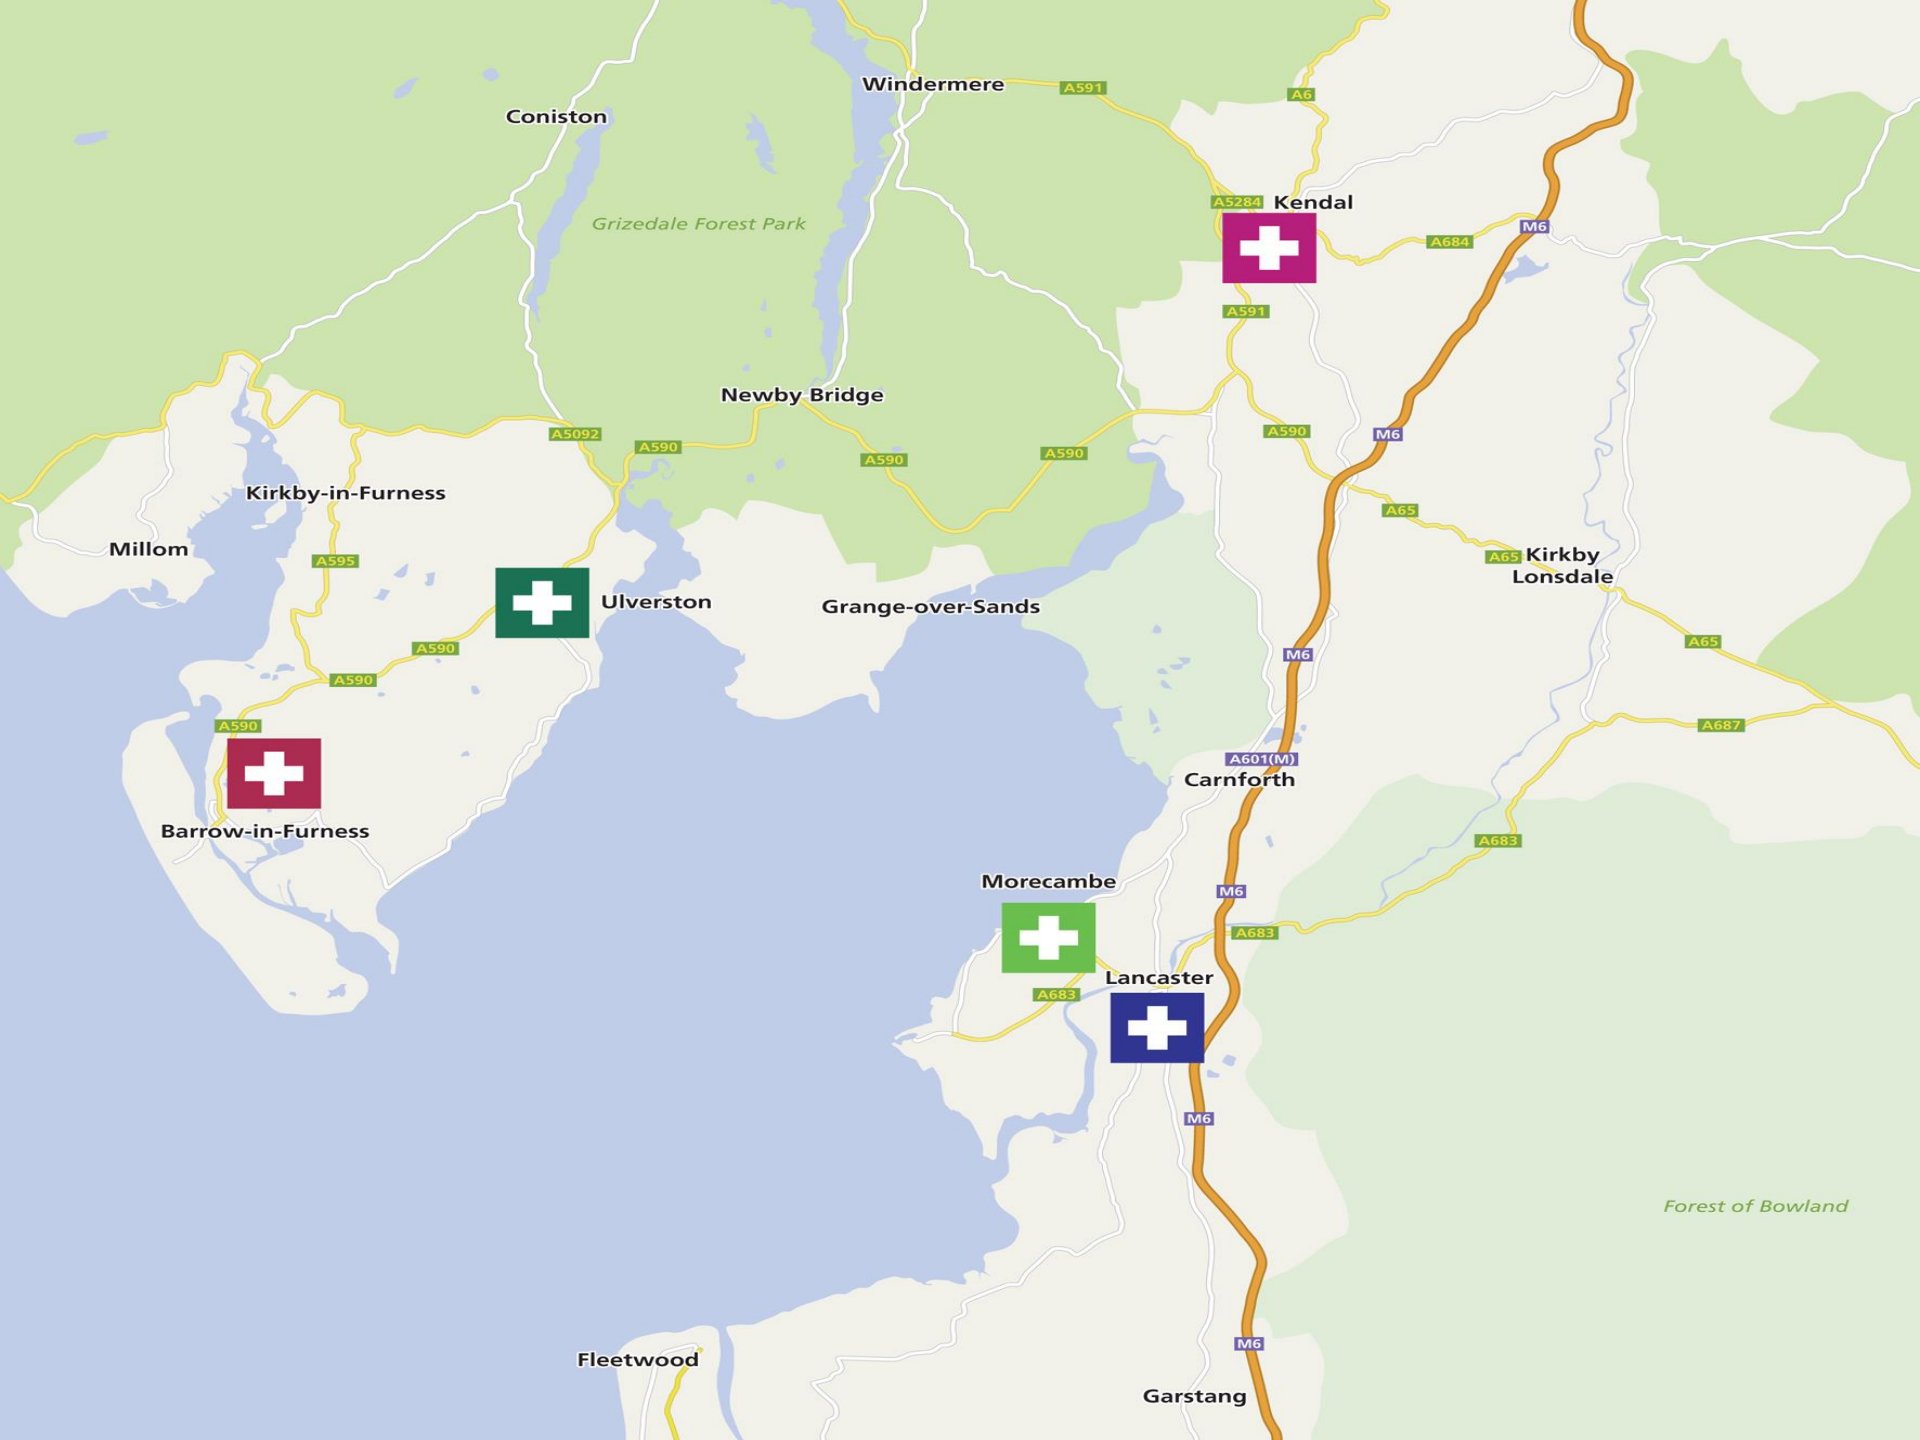 Windermere
A591
A6
Coniston
A5284
Kendal
Grizedale Forest Park
M6
A684
A591
Newby Bridge
A5092
A590
A590
A590
A590
M6
Kirkby-in-Furness
A65
Millom
A595
A65
Kirkby
Lonsdale
Ulverston
Grange-over-Sands
A590
A590
M6
A65
A590
A687
A601(M)
Carnforth
Barrow-in-Furness
A683
Morecambe
M6
A683
Lancaster
A683
M6
Forest of Bowland
M6
Fleetwood
Garstang